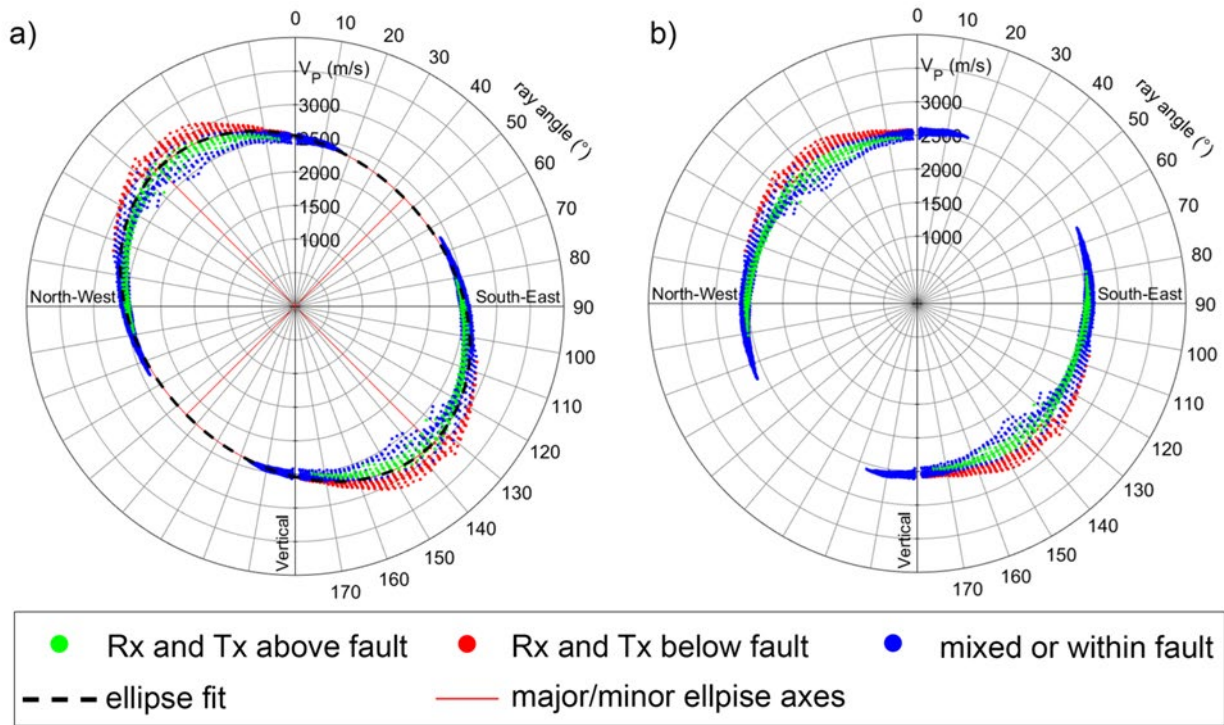 a)
0
10
20
30
40
50
60
70
80
90
100
110
120
130
140
150
160
170
ray angle (°)
V_P (m/s)
3000
2500
2000
1500
1000
North-West
South-East
Vertical
b)
0
10
20
30
40
50
60
70
80
90
100
110
120
130
140
150
160
170
ray angle (°)
V_P (m/s)
3000
2500
2000
1500
1000
North-West
South-East
Vertical
Rx and Tx above fault
Rx and Tx below fault
mixed or within fault
ellipse fit
major/minor ellpise axes